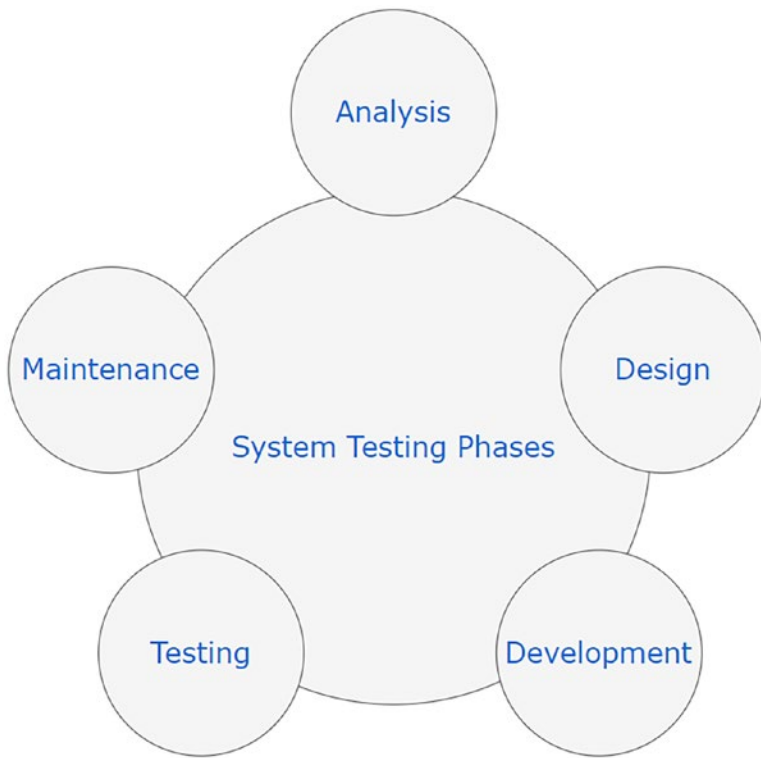 Analysis
Maintenance
Design
System Testing Phases
Testing
Development